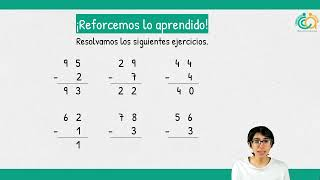 ¡Reforcemos lo aprendido!
Resolvamos los siguientes ejercicios.
9 5 2 9 4 4
- 2 - 7 - 4
9 3 2 2 4 0
6 2 7 8 5 6
- 1 - 3 - 3
1